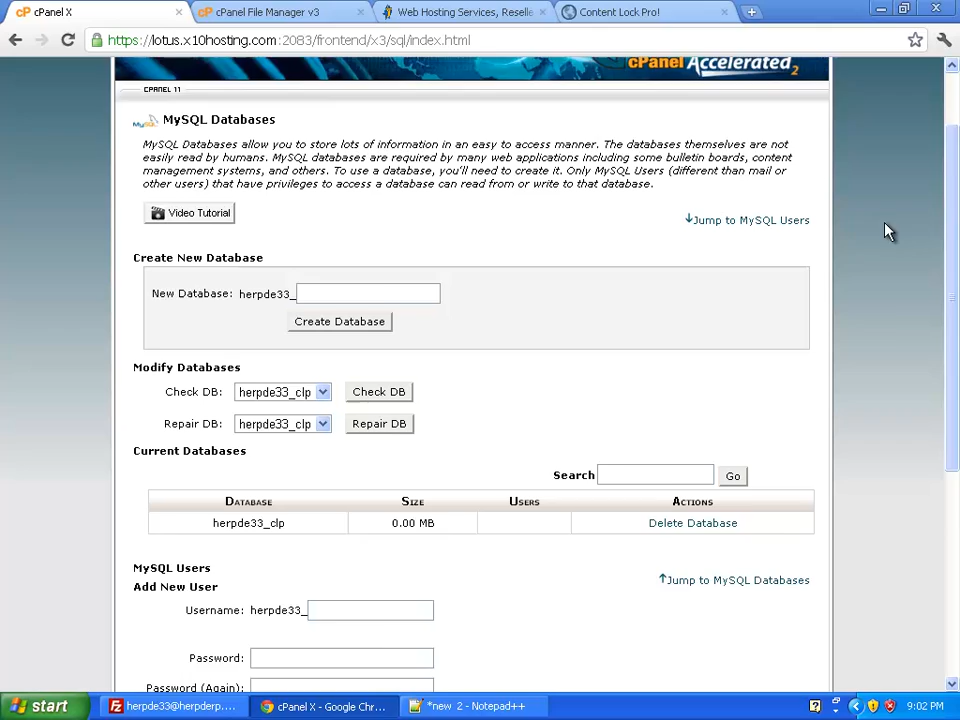 cP cPanel X
cP cPanel File Manager v3
Web Hosting Services, Reselle
Content Lock Pro!
https://lotus.x10hosting.com:2083/frontend/x3/sql/index.html
cPanel Accelerated2
CPANEL 11
MySQL MySQL Databases
MySQL Databases allow you to store lots of information in an easy to access manner. The databases themselves are not
easily read by humans. MySQL databases are required by many web applications including some bulletin boards, content
management systems, and others. To use a database, you'll need to create it. Only MySQL Users (different than mail or
other users) that have privileges to access a database can read from or write to that database.
Video Tutorial
Jump to MySQL Users
Create New Database
New Database: herpde33_
Create Database
Modify Databases
Check DB: herpde33_clp Check DB
Repair DB: herpde33_clp Repair DB
Current Databases
Search Go
Database Size Users Actions
herpde33_clp 0.00 MB Delete Database
MySQL Users
Add New User
Jump to MySQL Databases
Username: herpde33_
Password:
Password (Again):
start
herpde33@herpderp....
cPanel X - Google Chr...
*new 2 - Notepad++
9:02 PM